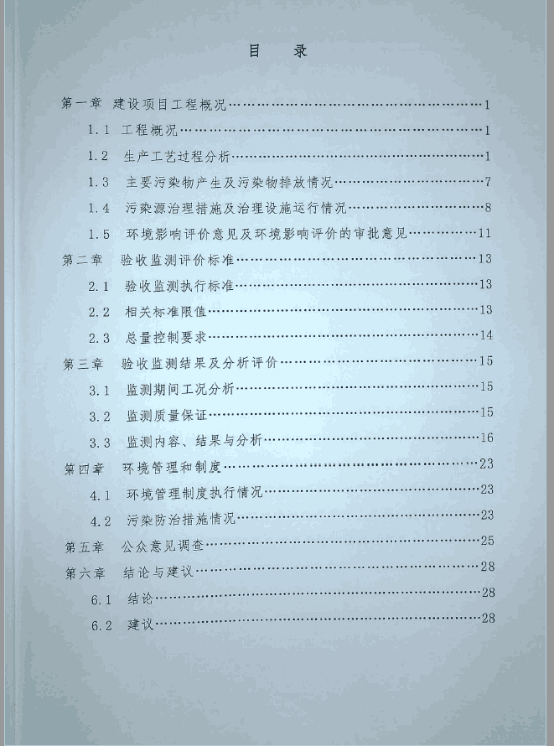 目 录
第一章 建设项目工程概况……………………………………1
1.1 工程概况……………………………………………1
1.2 生产工艺过程分析……………………………………1
1.3 主要污染物产生及污染物排放情况……………………7
1.4 污染源治理措施及治理设施运行情况…………………8
1.5 环境影响评价意见及环境影响评价的审批意见…………11
第二章 验收监测评价标准……………………………………13
2.1 验收监测执行标准……………………………………13
2.2 相关标准限值…………………………………………13
2.3 总量控制要求…………………………………………14
第三章 验收监测结果及分析评价……………………………15
3.1 监测期间工况分析……………………………………15
3.2 监测质量保证…………………………………………15
3.3 监测内容、结果与分析………………………………16
第四章 环境管理和制度………………………………………23
4.1 环境管理制度执行情况………………………………23
4.2 污染防治措施情况……………………………………23
第五章 公众意见调查…………………………………………25
第六章 结论与建议……………………………………………28
6.1 结论……………………………………………………28
6.2 建议……………………………………………………28